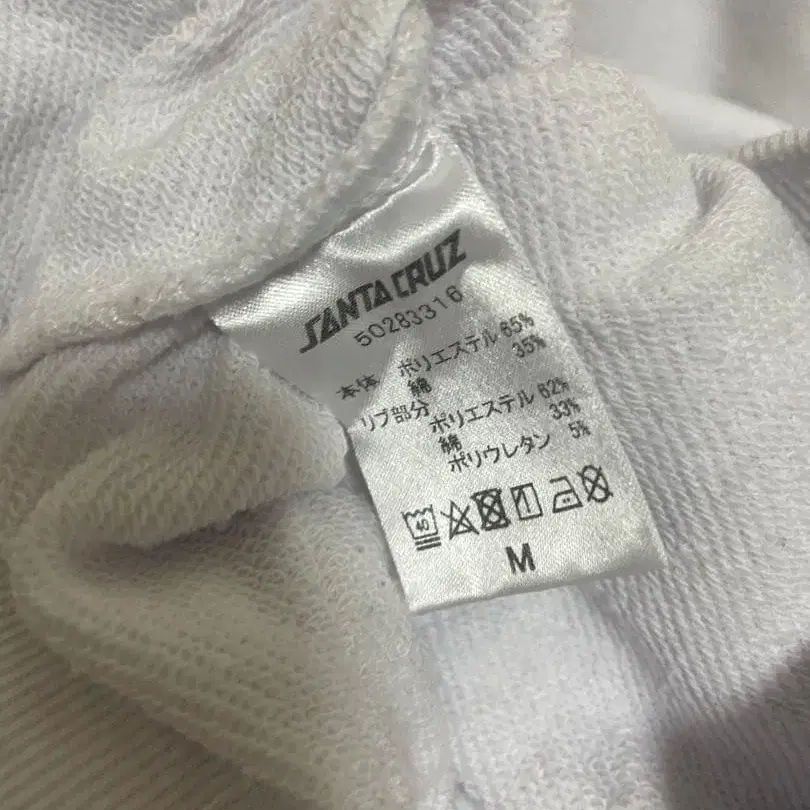 SANTA CRUZ
50283316
本体 ポリエステル 65%
綿 35%
リブ部分 ポリエステル 62%
綿 33%
ポリウレタン 5%
40
M